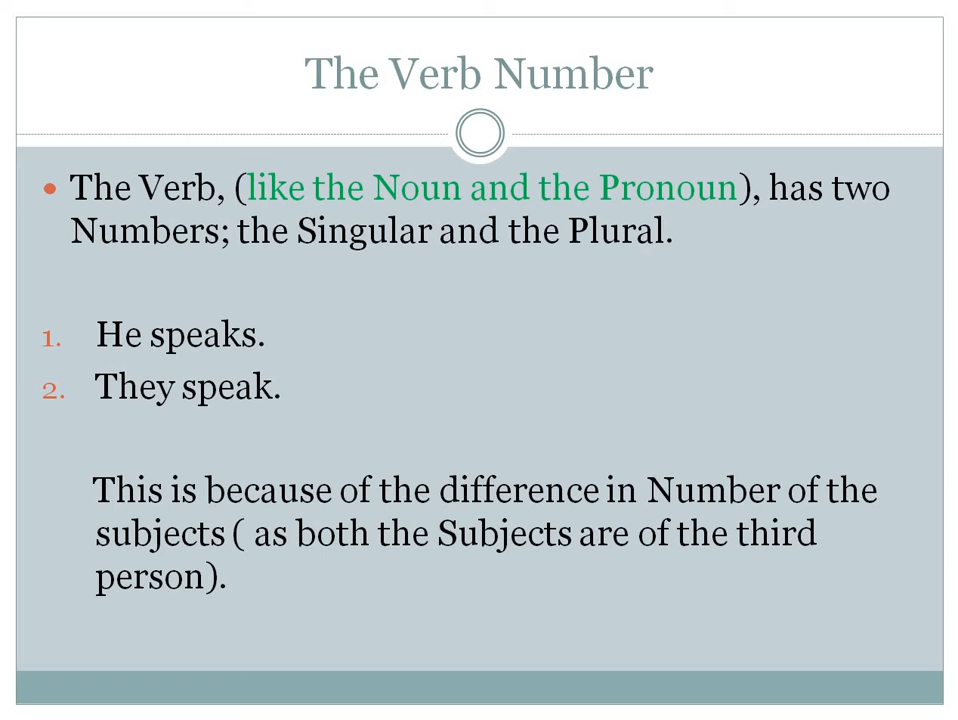 The Verb Number
• The Verb, (like the Noun and the Pronoun), has two
Numbers; the Singular and the Plural.
1. He speaks.
2. They speak.
This is because of the difference in Number of the
subjects ( as both the Subjects are of the third
person).